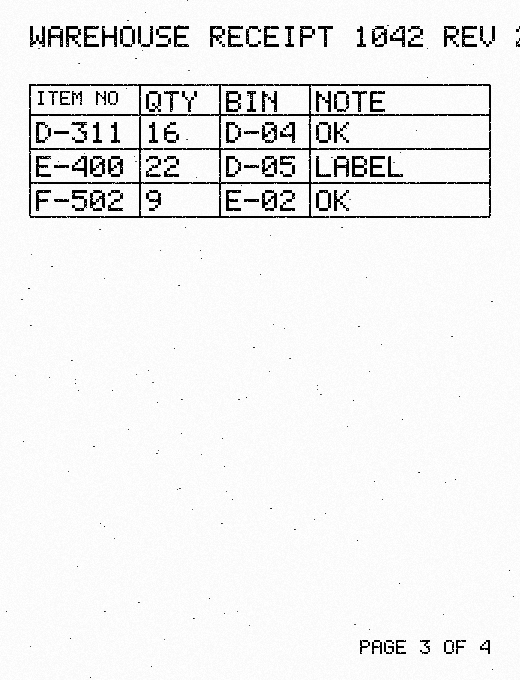 WAREHOUSE RECEIPT 1042 REV
ITEM NO QTY BIN NOTE
D-311 16 D-04 OK
E-400 22 D-05 LABEL
F-502 9 E-02 OK
PAGE 3 OF 4